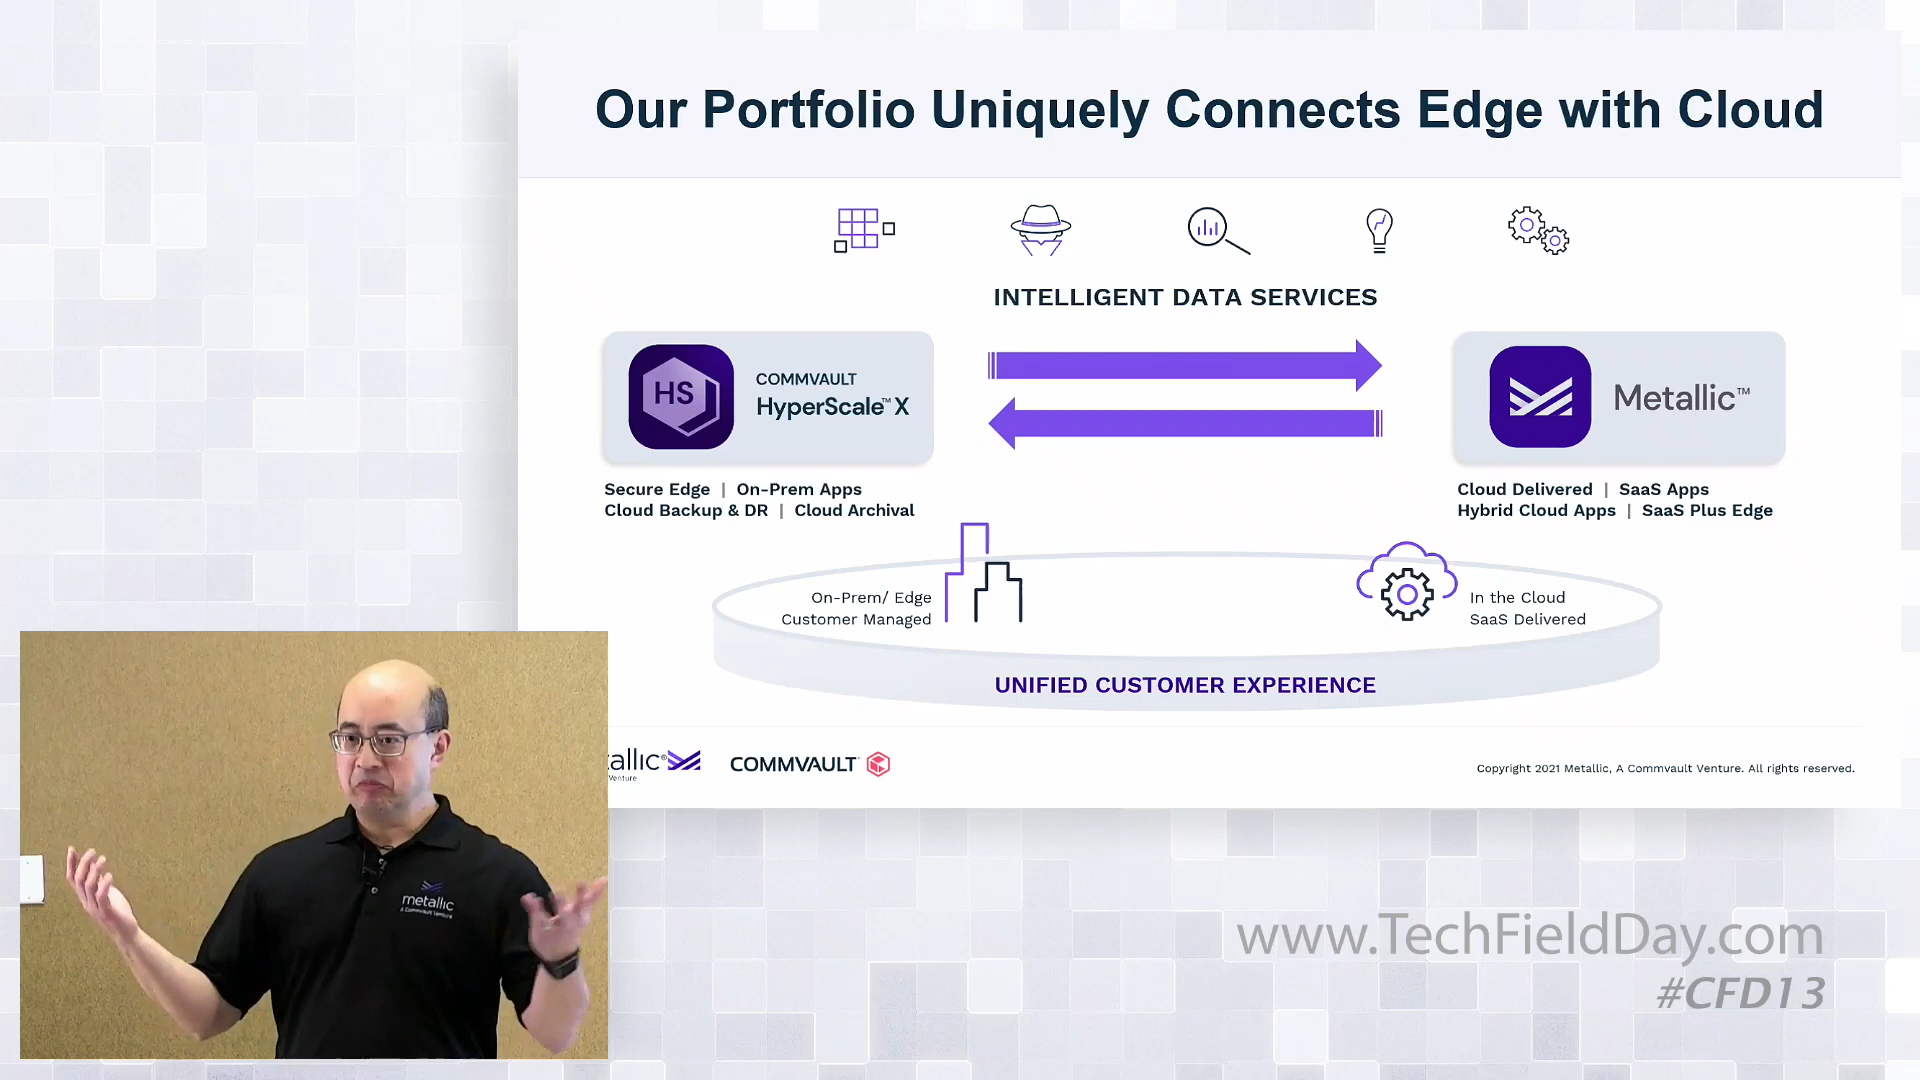 Our Portfolio Uniquely Connects Edge with Cloud
INTELLIGENT DATA SERVICES
HS
COMMVAULT
HyperScale™ X
Metallic™
Secure Edge | On-Prem Apps
Cloud Backup & DR | Cloud Archival
Cloud Delivered | SaaS Apps
Hybrid Cloud Apps | SaaS Plus Edge
On-Prem/ Edge
Customer Managed
In the Cloud
SaaS Delivered
UNIFIED CUSTOMER EXPERIENCE
allic®
Venture
COMMVAULT
Copyright 2021 Metallic, A Commvault Venture. All rights reserved.
metallic
A Commvault Venture
www.TechFieldDay.com
#CFD13